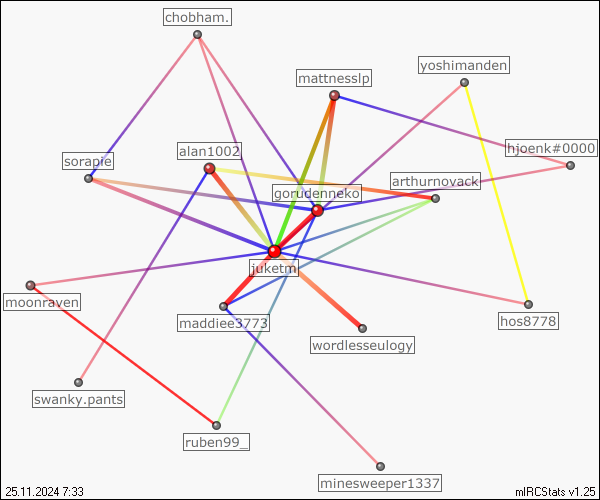 chobham.
yoshimanden
mattnesslp
hjoenk#0000
alan1002
sorapie
arthurnovack
gorudenneko
juketm
moonraven
maddiee3773
hos8778
wordlesseulogy
swanky.pants
ruben99_
minesweeper1337
25.11.2024 7:33
mIRCStats v1.25